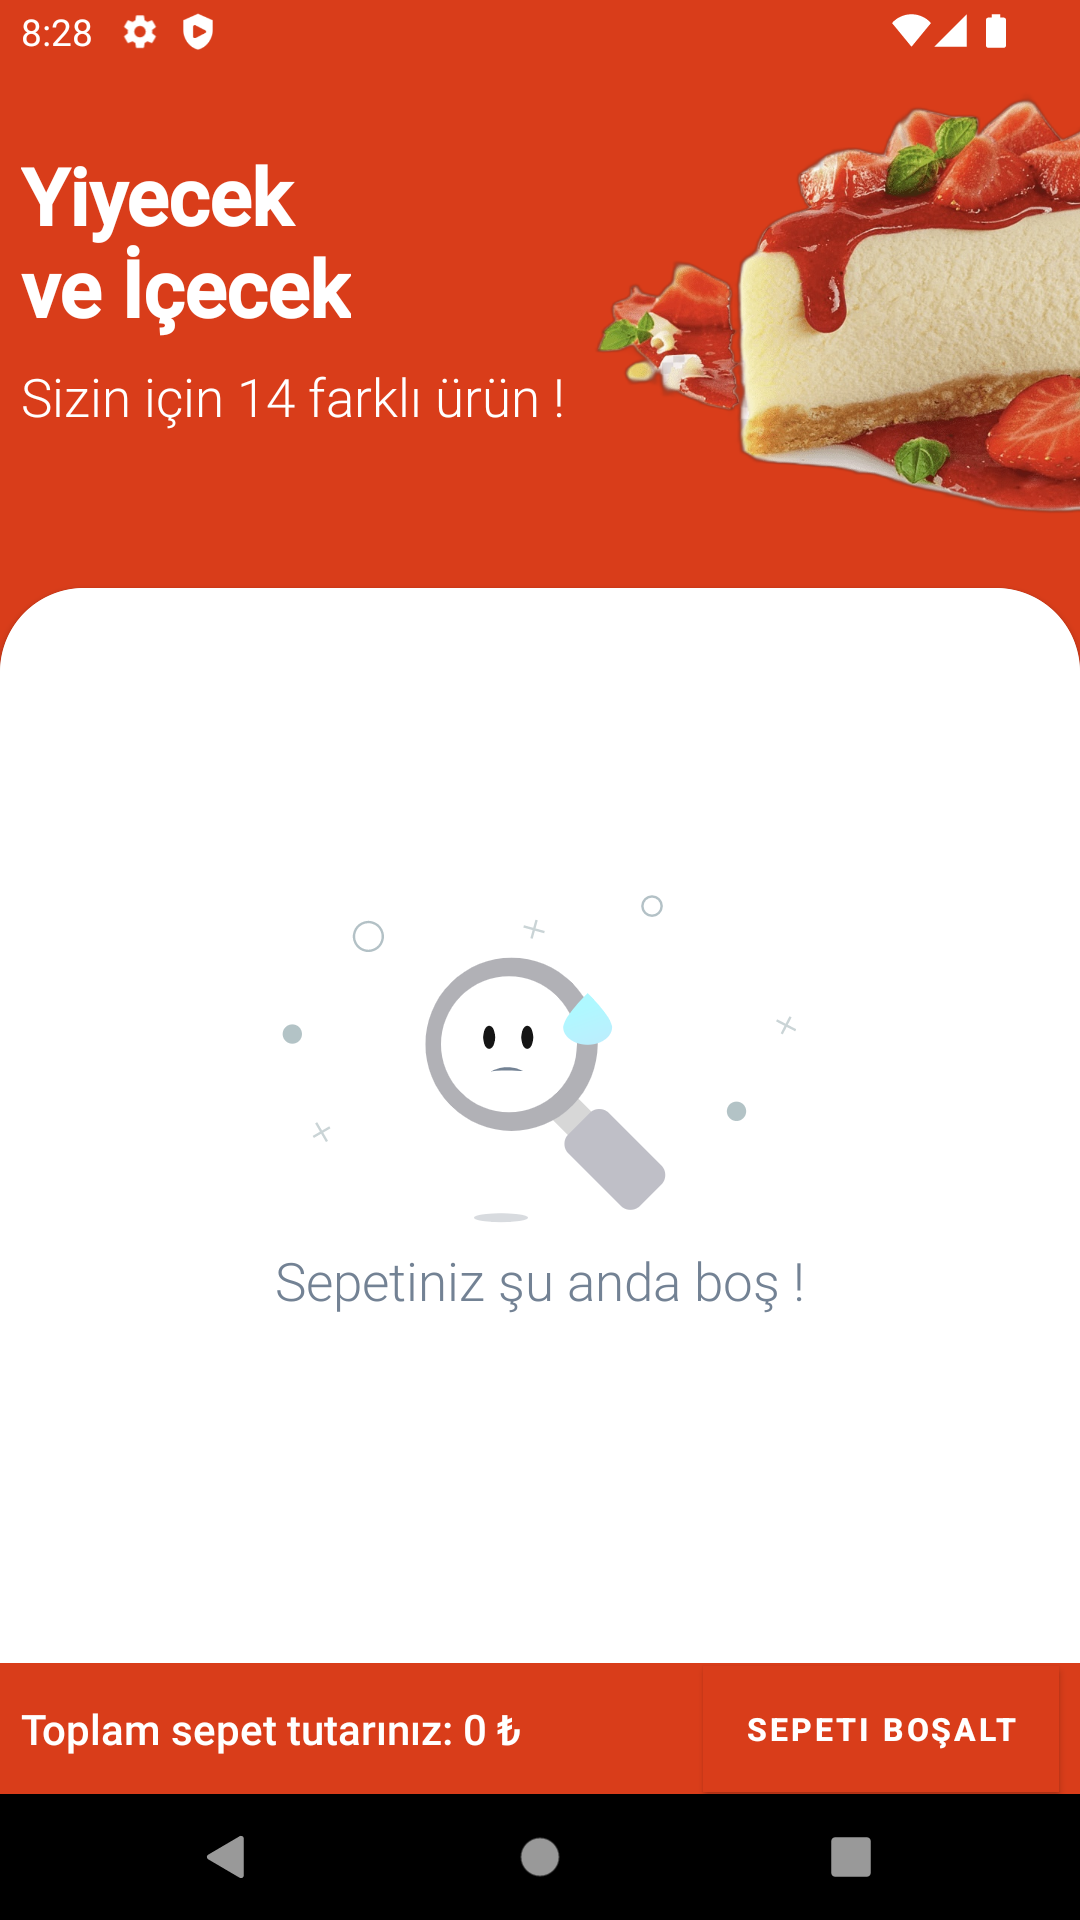 8:28
Yiyecek
ve İçecek
Sizin için 14 farklı ürün !
Sepetiniz şu anda boş !
Toplam sepet tutarınız: 0 ₺
SEPETI BOŞALT